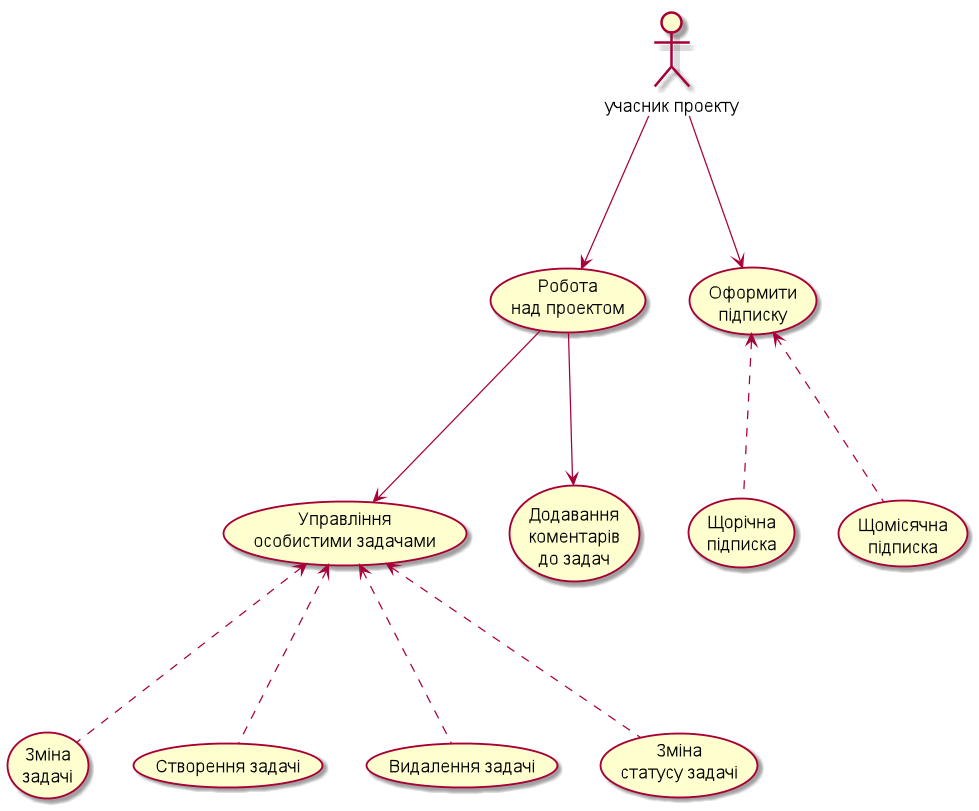 учасник проекту
Робота
над проектом
Оформити
підписку
Управління
особистими задачами
Додавання
коментарів
до задач
Щорічна
підписка
Щомісячна
підписка
Зміна
задачі
Створення задачі
Видалення задачі
Зміна
статусу задачі